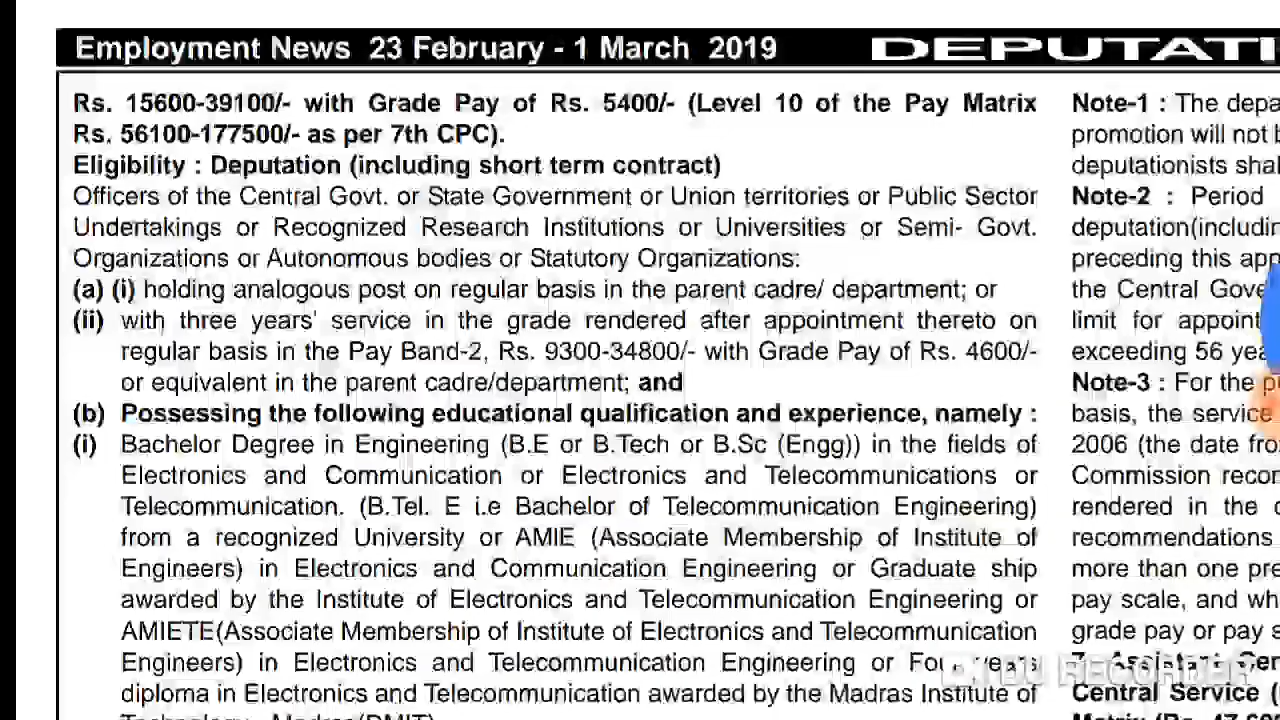 Employment News 23 February - 1 March 2019
DEPUTATI
Rs. 15600-39100/- with Grade Pay of Rs. 5400/- (Level 10 of the Pay Matrix
Rs. 56100-177500/- as per 7th CPC).
Eligibility : Deputation (including short term contract)
Officers of the Central Govt. or State Government or Union territories or Public Sector
Undertakings or Recognized Research Institutions or Universities or Semi- Govt.
Organizations or Autonomous bodies or Statutory Organizations:
(a) (i) holding analogous post on regular basis in the parent cadre/ department; or
(ii) with three years' service in the grade rendered after appointment thereto on
regular basis in the Pay Band-2, Rs. 9300-34800/- with Grade Pay of Rs. 4600/-
or equivalent in the parent cadre/department; and
(b) Possessing the following educational qualification and experience, namely :
(i) Bachelor Degree in Engineering (B.E or B.Tech or B.Sc (Engg)) in the fields of
Electronics and Communication or Electronics and Telecommunications or
Telecommunication. (B.Tel. E i.e Bachelor of Telecommunication Engineering)
from a recognized University or AMIE (Associate Membership of Institute of
Engineers) in Electronics and Communication Engineering or Graduate ship
awarded by the Institute of Electronics and Telecommunication Engineering or
AMIETE(Associate Membership of Institute of Electronics and Telecommunication
Engineers) in Electronics and Telecommunication Engineering or Four years
diploma in Electronics and Telecommunication awarded by the Madras Institute of
Note-1 : The depa
promotion will not b
deputationists shal
Note-2 : Period
deputation(includin
preceding this app
the Central Gove
limit for appoint
exceeding 56 yea
Note-3 : For the p
basis, the service
2006 (the date fro
Commission recor
rendered in the
recommendations
more than one pre
pay scale, and wh
grade pay or pay s
7. Assistant Cen
Central Service (
RECORDER